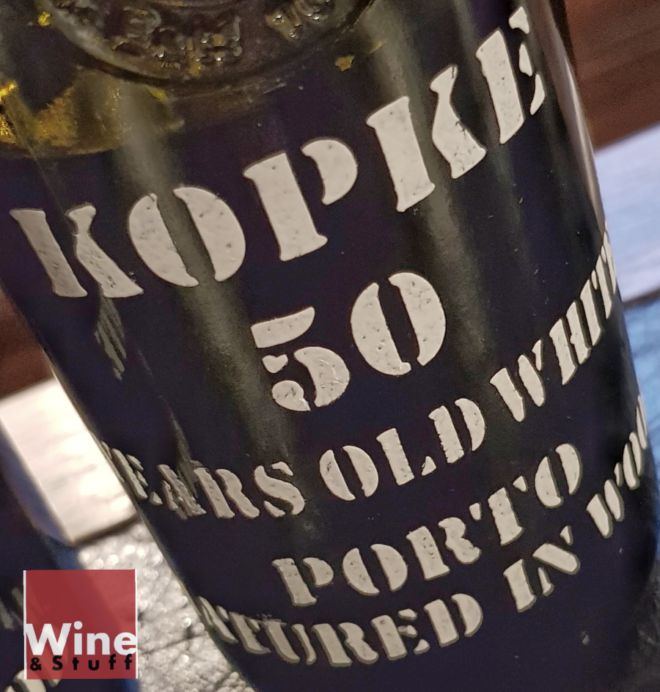 KOPKE
50
YEARS OLD WHITE
PORTO
MATURED IN WOOD
Wine
& Stuff